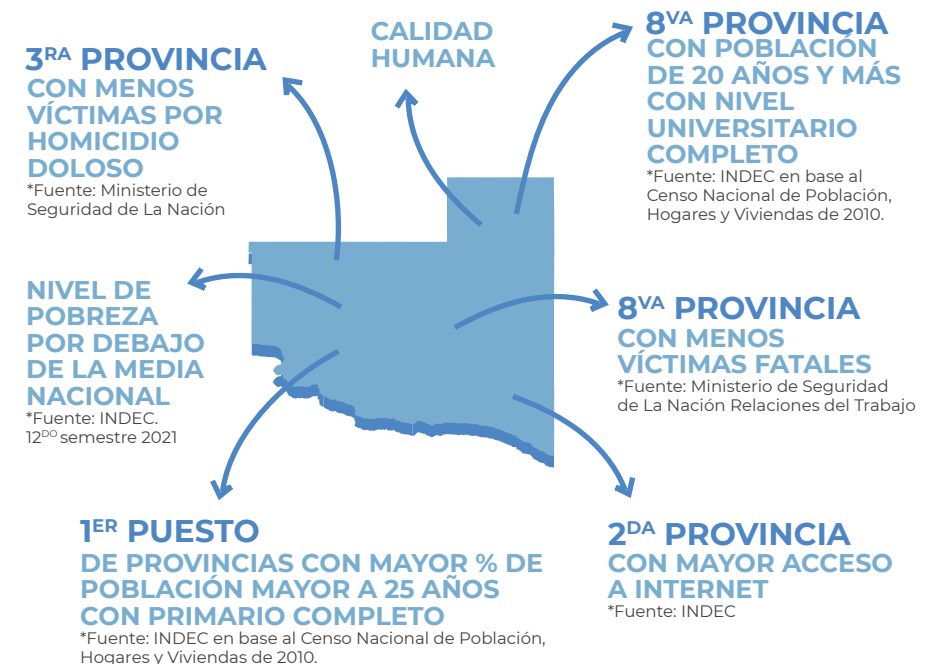 3RA PROVINCIA
CON MENOS
VÍCTIMAS POR
HOMICIDIO
DOLOSO
*Fuente: Ministerio de
Seguridad de La Nación
CALIDAD
HUMANA
8VA PROVINCIA
CON POBLACIÓN
DE 20 AÑOS Y MÁS
CON NIVEL
UNIVERSITARIO
COMPLETO
*Fuente: INDEC en base al
Censo Nacional de Población,
Hogares y Viviendas de 2010.
NIVEL DE
POBREZA
POR DEBAJO
DE LA MEDIA
NACIONAL
*Fuente: INDEC.
12DO semestre 2021
8VA PROVINCIA
CON MENOS
VÍCTIMAS FATALES
*Fuente: Ministerio de Seguridad
de La Nación Relaciones del Trabajo
1ER PUESTO
DE PROVINCIAS CON MAYOR % DE
POBLACIÓN MAYOR A 25 AÑOS
CON PRIMARIO COMPLETO
*Fuente: INDEC en base al Censo Nacional de Población,
Hogares y Viviendas de 2010.
2DA PROVINCIA
CON MAYOR ACCESO
A INTERNET
*Fuente: INDEC